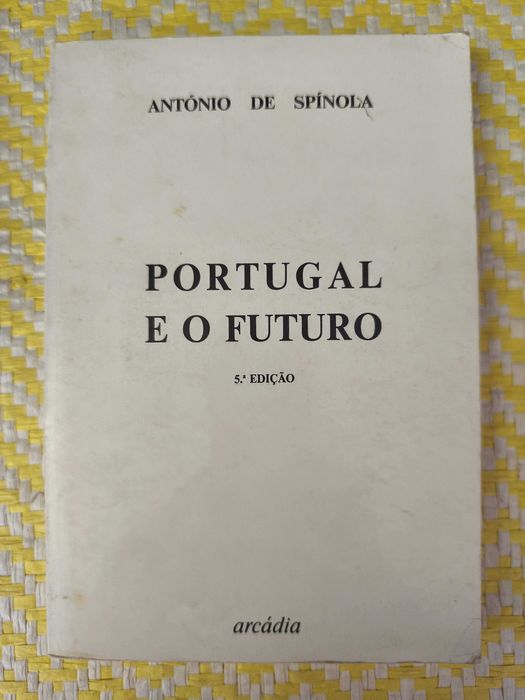 ANTÓNIO DE SPÍNOLA
PORTUGAL
E O FUTURO
5.ª EDIÇÃO
arcádia